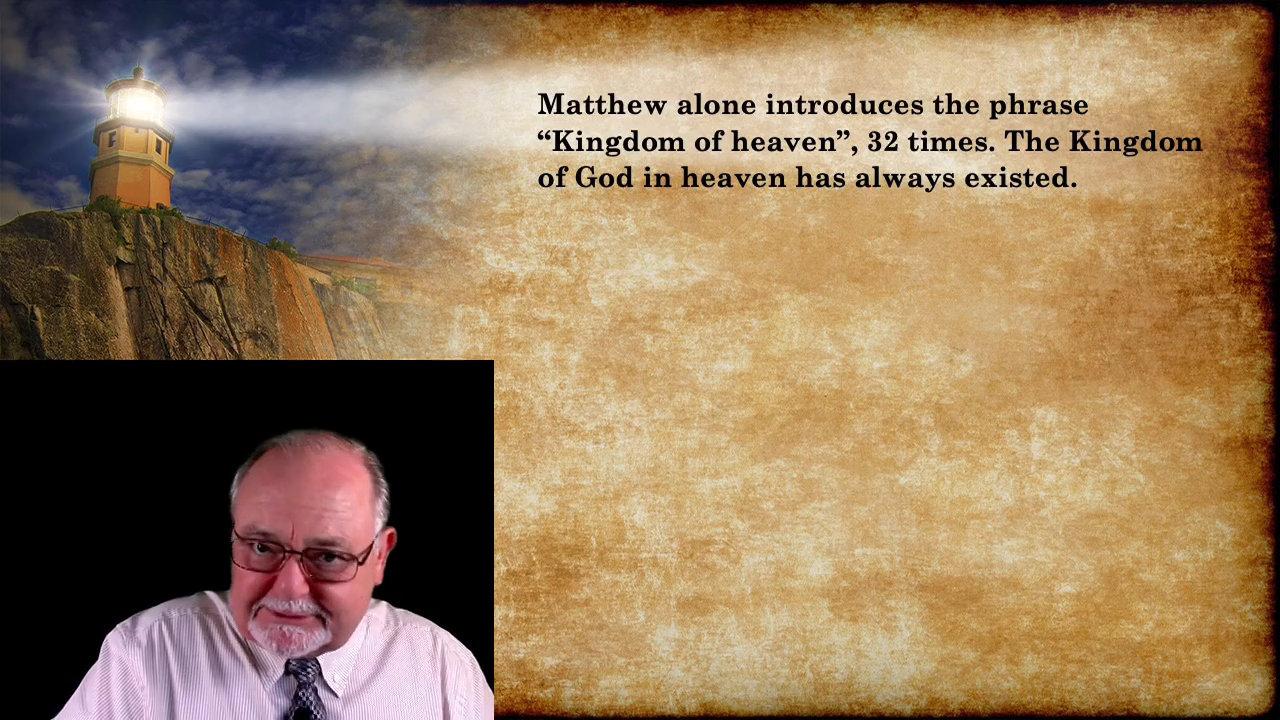 Matthew alone introduces the phrase
“Kingdom of heaven”, 32 times. The Kingdom
of God in heaven has always existed.